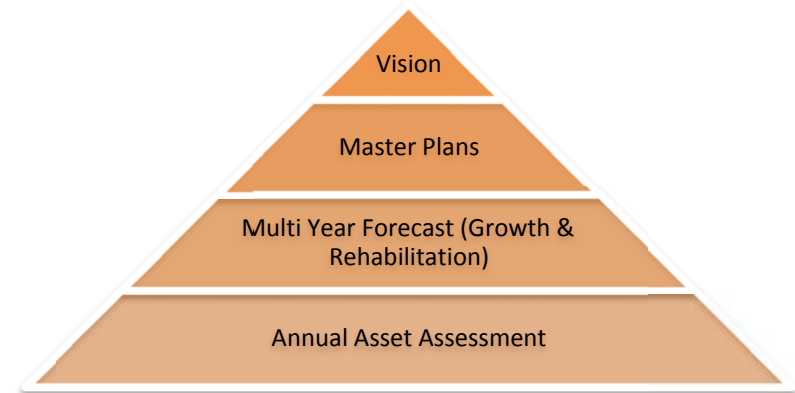 Vision
Master Plans
Multi Year Forecast (Growth &
Rehabilitation)
Annual Asset Assessment